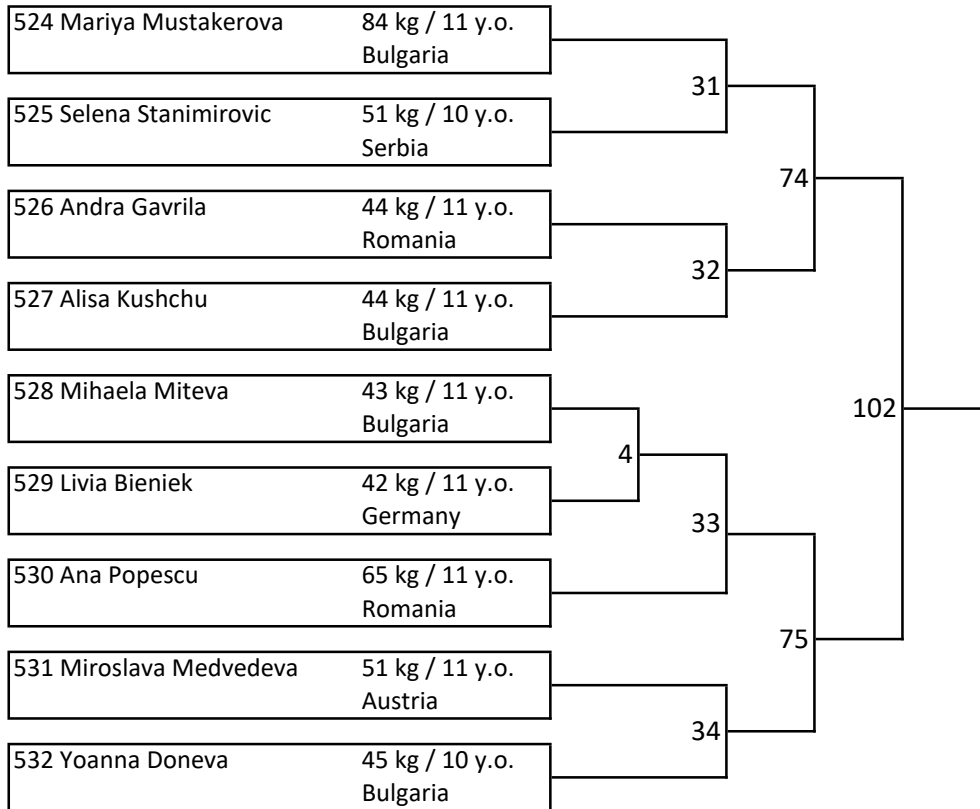 524 Mariya Mustakerova 84 kg / 11 y.o.
Bulgaria
31
525 Selena Stanimirovic 51 kg / 10 y.o.
Serbia
74
526 Andra Gavrila 44 kg / 11 y.o.
Romania
32
527 Alisa Kushchu 44 kg / 11 y.o.
Bulgaria
528 Mihaela Miteva 43 kg / 11 y.o.
Bulgaria
102
4
529 Livia Bieniek 42 kg / 11 y.o.
Germany
33
530 Ana Popescu 65 kg / 11 y.o.
Romania
75
531 Miroslava Medvedeva 51 kg / 11 y.o.
Austria
34
532 Yoanna Doneva 45 kg / 10 y.o.
Bulgaria